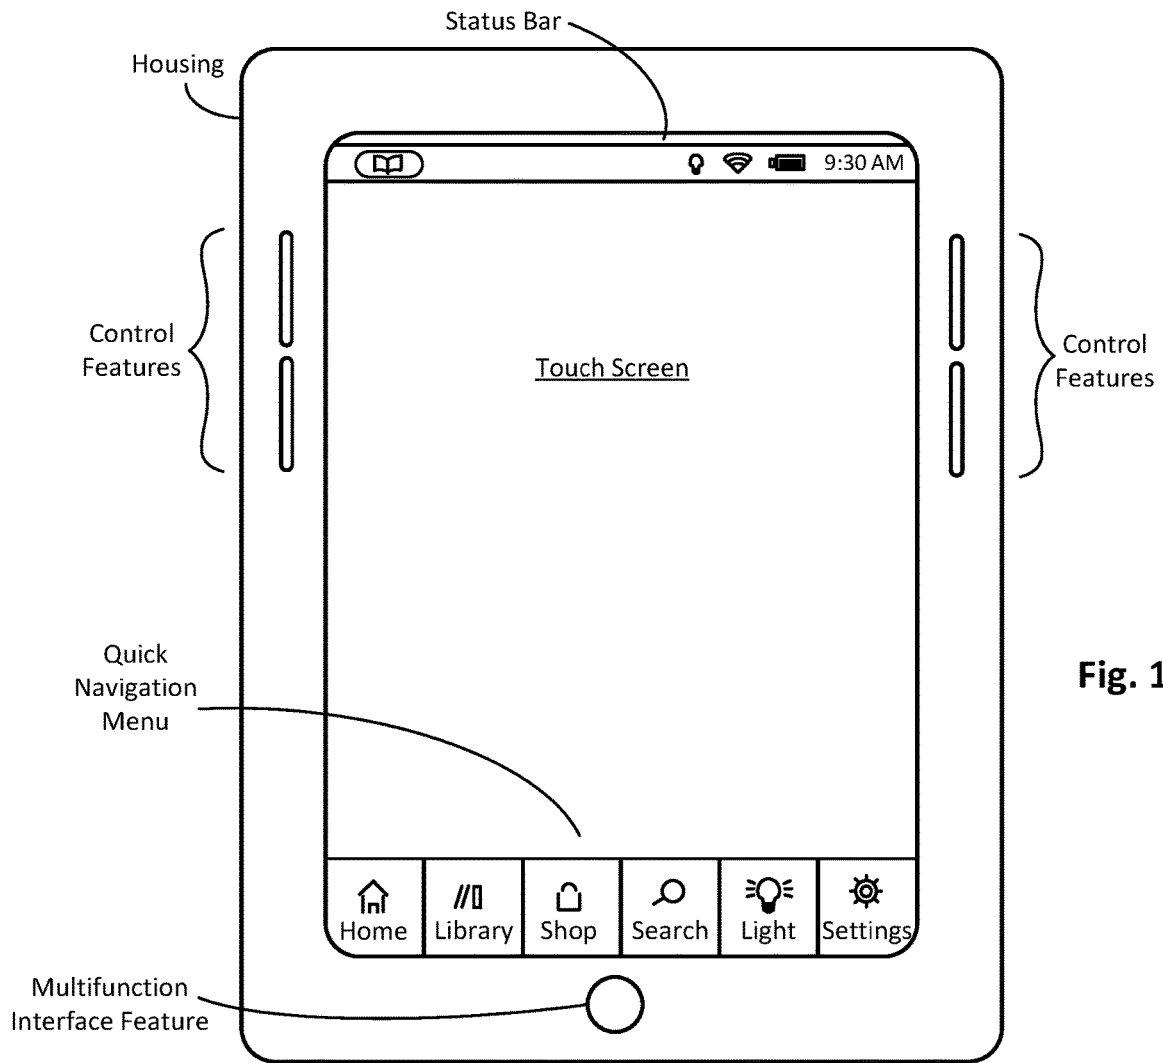 Status Bar
Housing
9:30 AM
Control
Features
Touch Screen
Control
Features
Quick
Navigation
Menu
Fig. 1
Home Library Shop Search Light Settings
Multifunction
Interface Feature